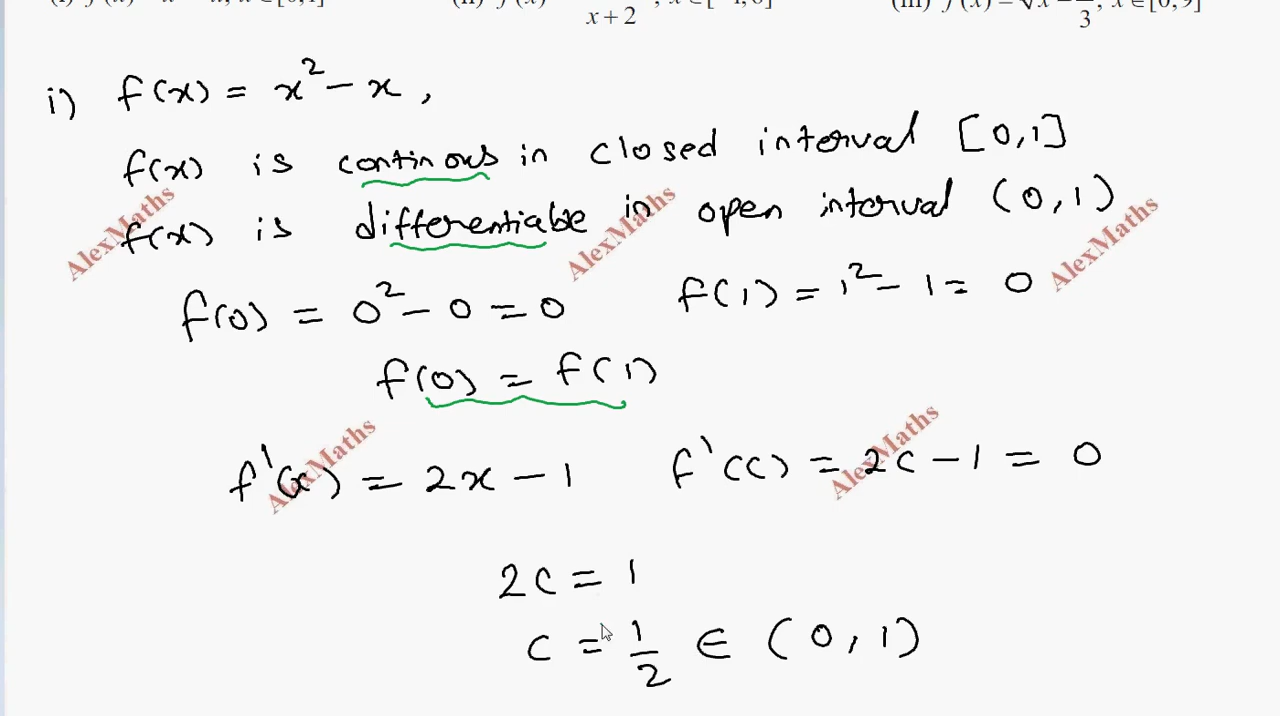 x + 2
3
i) f(x) = x² − x ,
f(x) is continous in closed interval [0,1]
f(x) is differentiable in open interval (0,1)
f(0) = 0² − 0 = 0 f(1) = 1² − 1 = 0
f(0) = f(1)
f'(x) = 2x − 1 f'(c) = 2c − 1 = 0
2c = 1
c = 1/2 ∈ (0,1)
AlexMaths
AlexMaths
AlexMaths
AlexMaths
AlexMaths